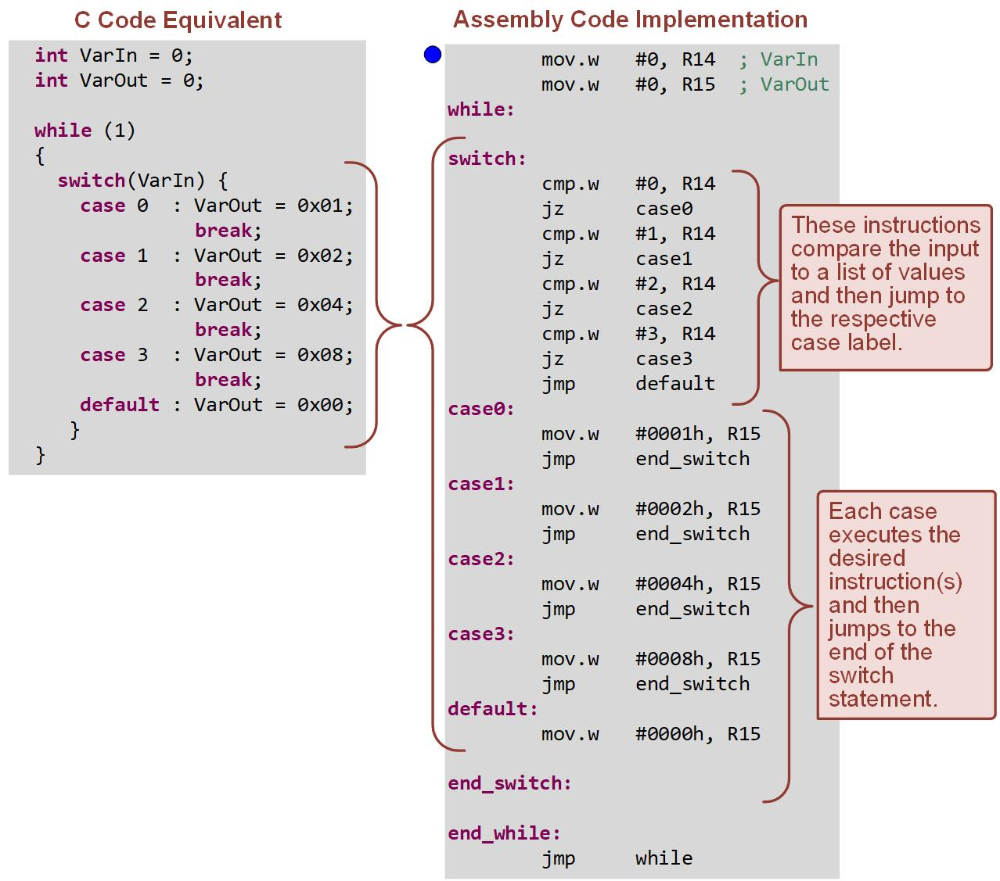 C Code Equivalent
int VarIn = 0;
int VarOut = 0;
while (1)
{
switch(VarIn) {
case 0 : VarOut = 0x01;
break;
case 1 : VarOut = 0x02;
break;
case 2 : VarOut = 0x04;
break;
case 3 : VarOut = 0x08;
break;
default : VarOut = 0x00;
}
}
Assembly Code Implementation
mov.w #0, R14 ; VarIn
mov.w #0, R15 ; VarOut
while:
switch:
cmp.w #0, R14
jz case0
cmp.w #1, R14
jz case1
cmp.w #2, R14
jz case2
cmp.w #3, R14
jz case3
jmp default
case0:
mov.w #0001h, R15
jmp end_switch
case1:
mov.w #0002h, R15
jmp end_switch
case2:
mov.w #0004h, R15
jmp end_switch
case3:
mov.w #0008h, R15
jmp end_switch
default:
mov.w #0000h, R15
end_switch:
end_while:
jmp while
These instructions
compare the input
to a list of values
and then jump to
the respective
case label.
Each case
executes the
desired
instruction(s)
and then
jumps to the
end of the
switch
statement.